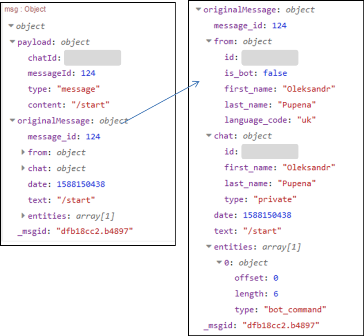 msg : Object
object
payload: object
chatId:
messageId: 124
type: "message"
content: "/start"
originalMessage: object
message_id: 124
from: object
chat: object
date: 1588150438
text: "/start"
entities: array[1]
_msgid: "dfb18cc2.b4897"
originalMessage: object
message_id: 124
from: object
id:
is_bot: false
first_name: "Oleksandr"
last_name: "Pupena"
language_code: "uk"
chat: object
id:
first_name: "Oleksandr"
last_name: "Pupena"
type: "private"
date: 1588150438
text: "/start"
entities: array[1]
0: object
offset: 0
length: 6
type: "bot_command"
_msgid: "dfb18cc2.b4897"